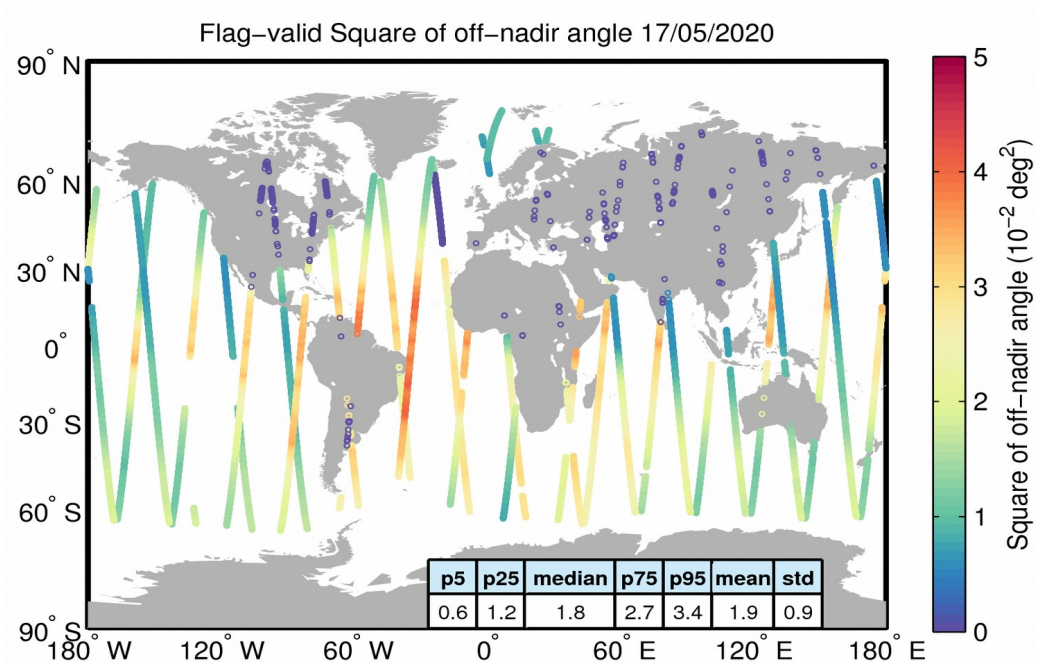 Flag−valid Square of off−nadir angle 17/05/2020
90° N
60° N
30° N
0°
30° S
60° S
90° S
180° W
120° W
60° W
0°
60° E
120° E
180° E
p5 p25 median p75 p95 mean std
0.6 1.2 1.8 2.7 3.4 1.9 0.9
5
4
3
2
1
0
Square of off−nadir angle (10⁻² deg²)